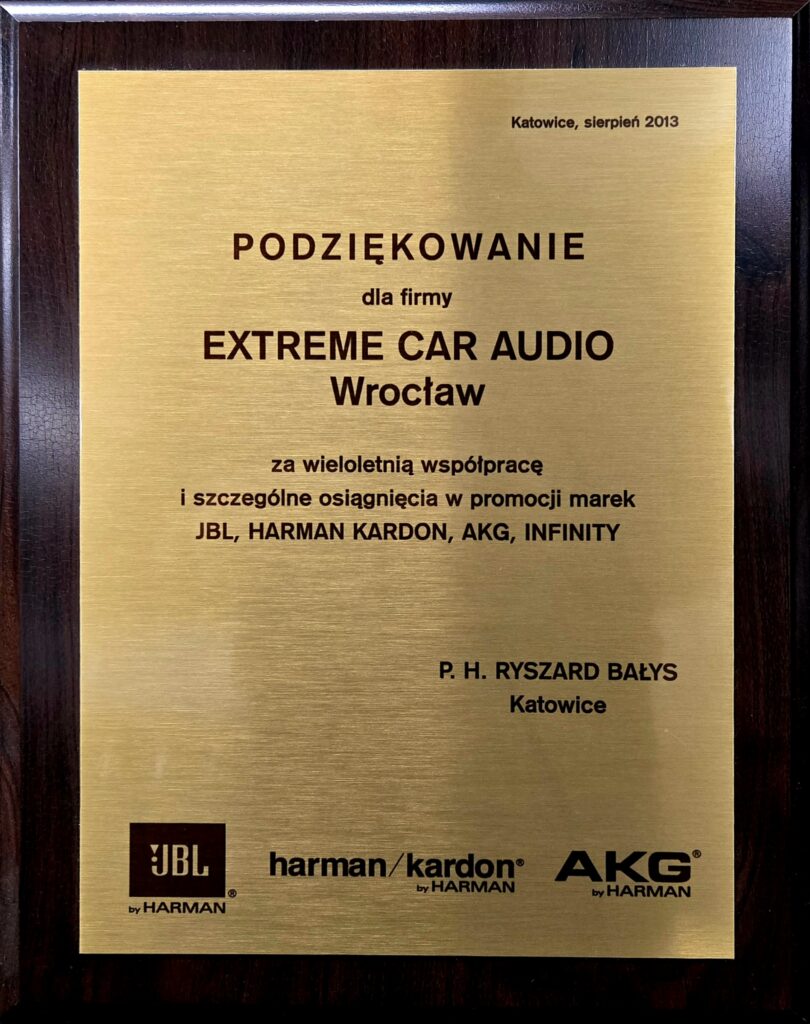 Katowice, sierpień 2013
PODZIĘKOWANIE
dla firmy
EXTREME CAR AUDIO
Wrocław
za wieloletnią współpracę
i szczególne osiągnięcia w promocji marek
JBL, HARMAN KARDON, AKG, INFINITY
P. H. RYSZARD BAŁYS
Katowice
JBL®
by HARMAN
harman/kardon®
by HARMAN
AKG®
by HARMAN